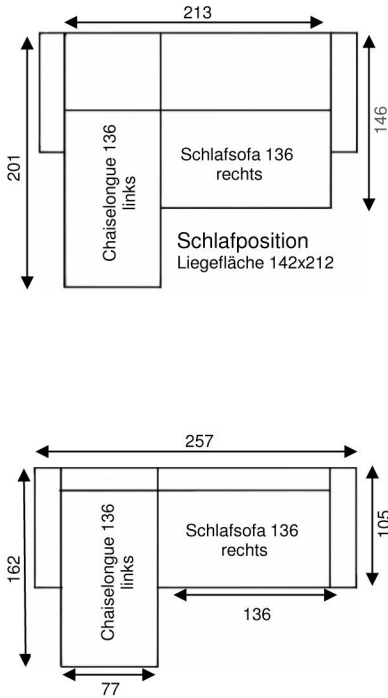 213
201
146
Chaiselongue 136
links
Schlafsofa 136
rechts
Schlafposition
Liegefläche 142x212
257
162
105
Chaiselongue 136
links
Schlafsofa 136
rechts
136
77